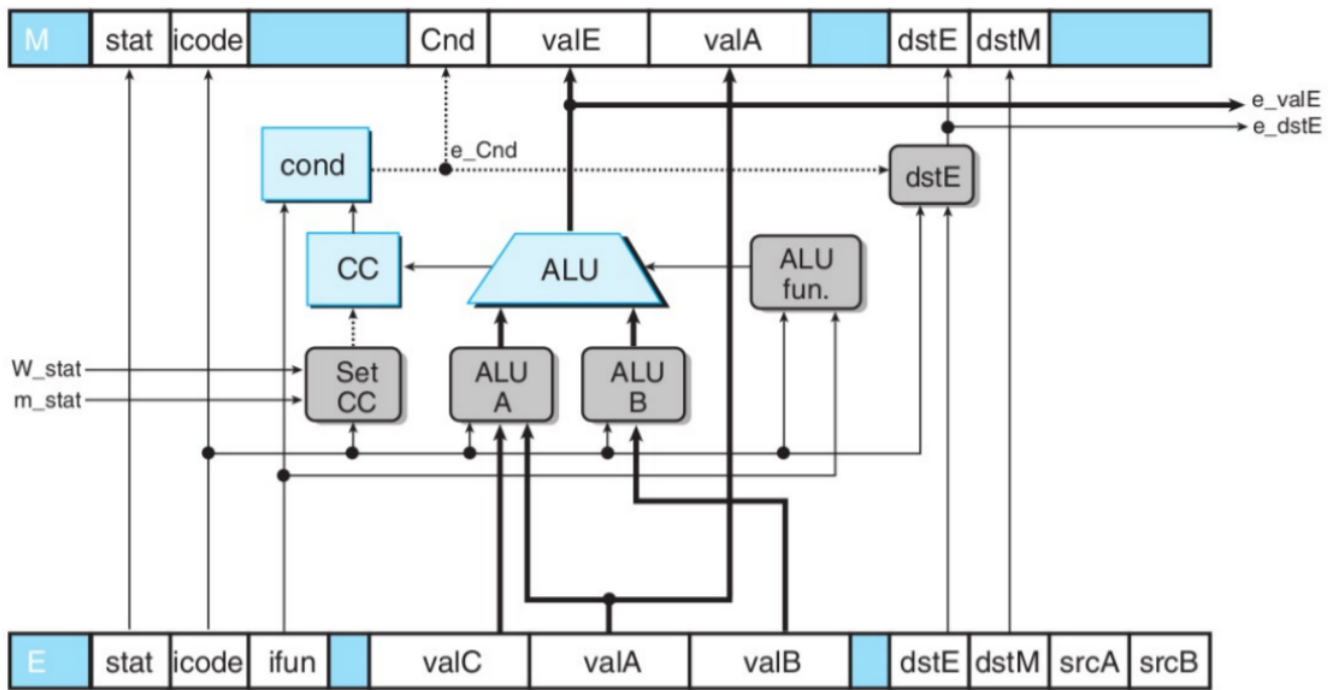 M stat icode Cnd valE valA dstE dstM
e_valE
e_dstE
e_Cnd
cond
dstE
CC
ALU
ALU
fun.
W_stat
m_stat
Set
CC
ALU
A
ALU
B
E stat icode ifun valC valA valB dstE dstM srcA srcB